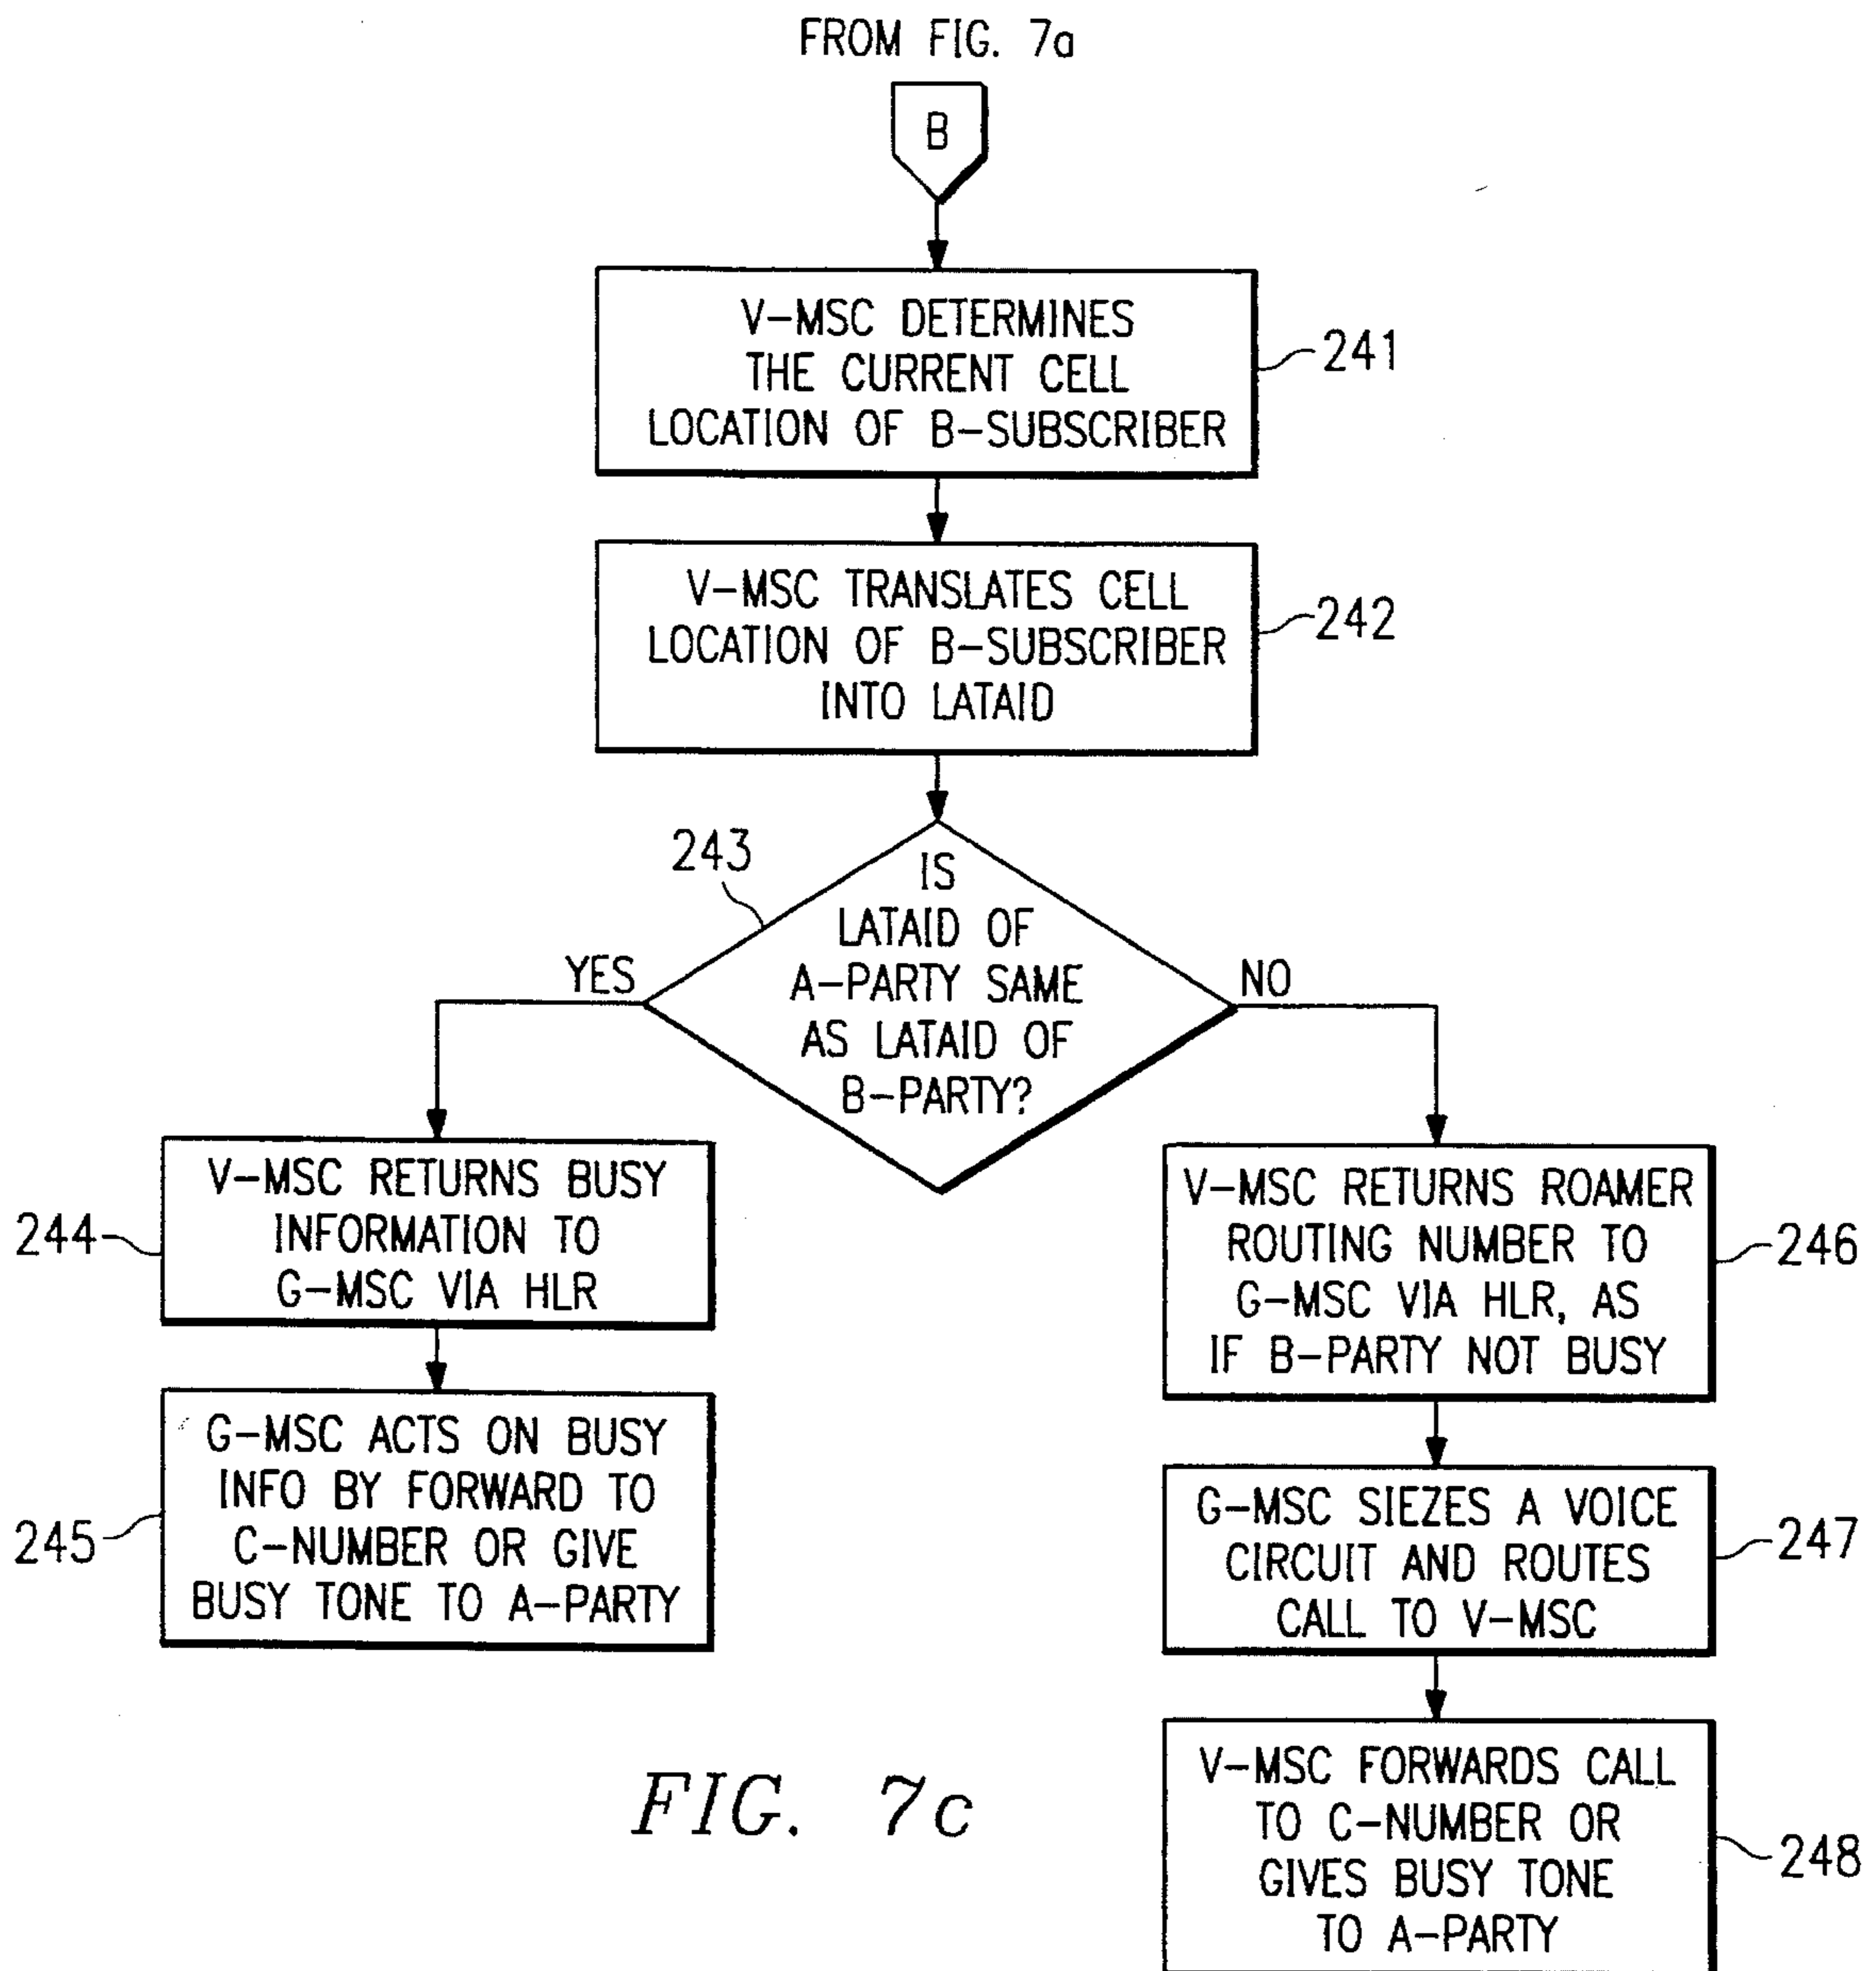 FROM FIG. 7a
B
V-MSC DETERMINES
THE CURRENT CELL
LOCATION OF B-SUBSCRIBER
241
V-MSC TRANSLATES CELL
LOCATION OF B-SUBSCRIBER
INTO LATAID
242
243
IS
LATAID OF
A-PARTY SAME
AS LATAID OF
B-PARTY?
YES
NO
V-MSC RETURNS BUSY
INFORMATION TO
G-MSC VIA HLR
244
G-MSC ACTS ON BUSY
INFO BY FORWARD TO
C-NUMBER OR GIVE
BUSY TONE TO A-PARTY
245
V-MSC RETURNS ROAMER
ROUTING NUMBER TO
G-MSC VIA HLR, AS
IF B-PARTY NOT BUSY
246
G-MSC SIEZES A VOICE
CIRCUIT AND ROUTES
CALL TO V-MSC
247
V-MSC FORWARDS CALL
TO C-NUMBER OR
GIVES BUSY TONE
TO A-PARTY
248
FIG. 7c